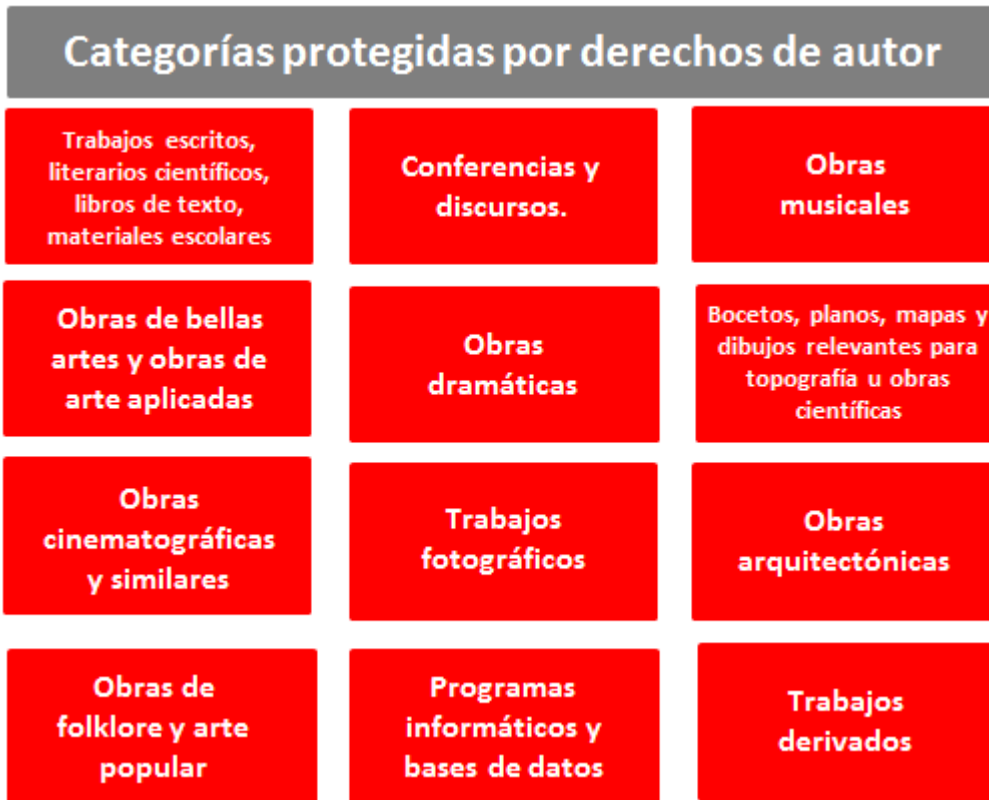 Categorías protegidas por derechos de autor
Trabajos escritos,
literarios científicos,
libros de texto,
materiales escolares
Conferencias y
discursos.
Obras
musicales
Obras de bellas
artes y obras de
arte aplicadas
Obras
dramáticas
Bocetos, planos, mapas y
dibujos relevantes para
topografía u obras
científicas
Obras
cinematográficas
y similares
Trabajos
fotográficos
Obras
arquitectónicas
Obras de
folklore y arte
popular
Programas
informáticos y
bases de datos
Trabajos
derivados